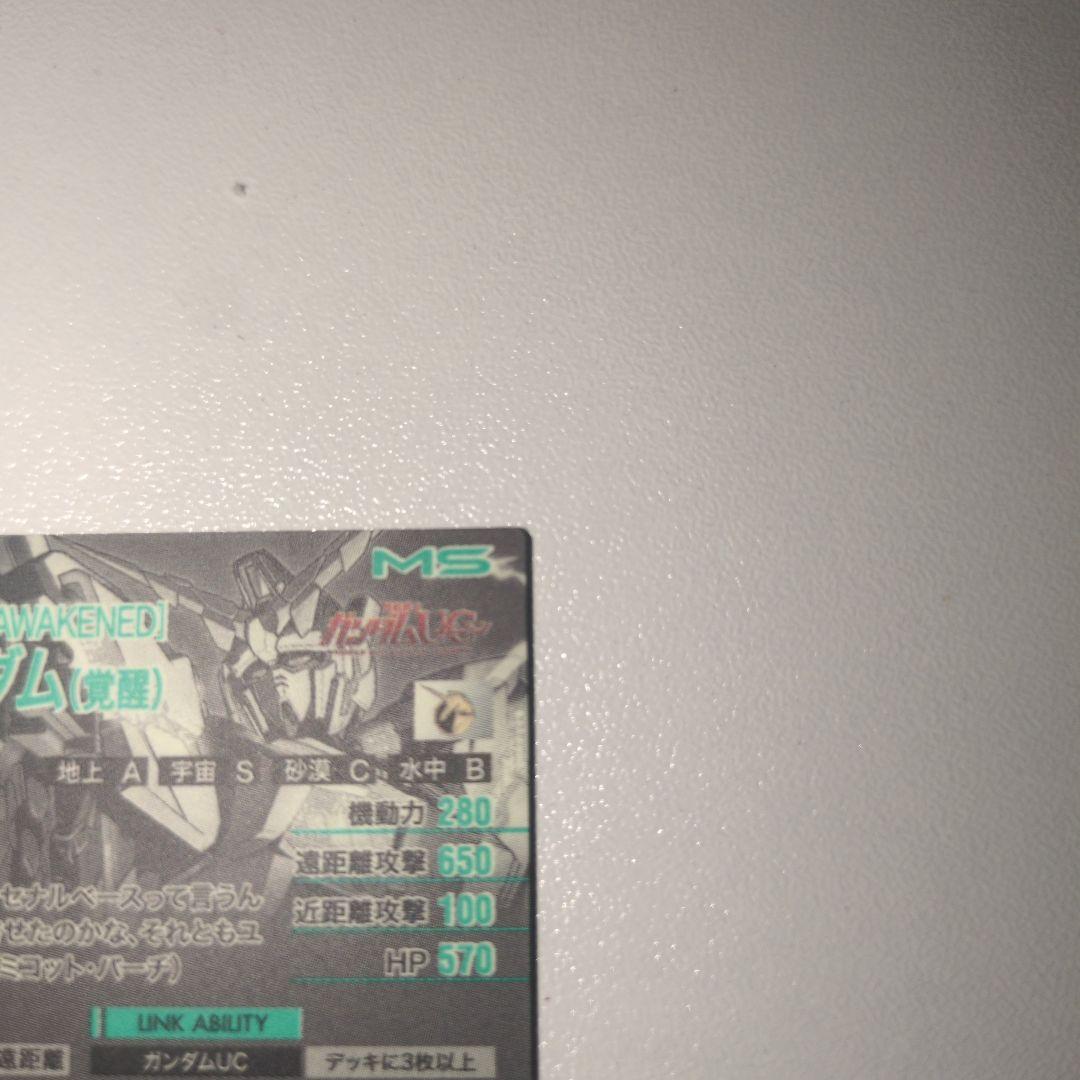 MS
AWAKENED]
機動戦士
ガンダムUC
ダム(覚醒)
地上 A 宇宙 S 砂漠 C 水中 B
機動力 280
遠距離攻撃 650
近距離攻撃 100
HP 570
セナルベースって言うん
せたのかな、それともユ
ミコット・バーチ)
LINK ABILITY
遠距離 ガンダムUC デッキに3枚以上